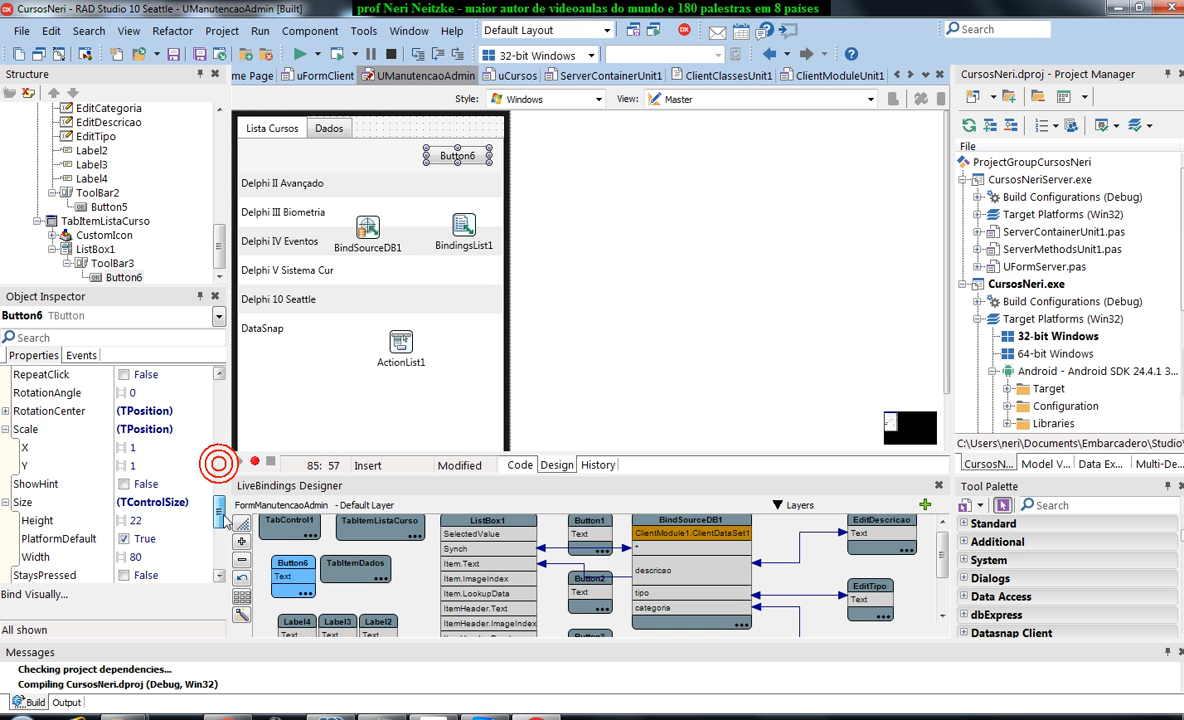 CursosNeri - RAD Studio 10 Seattle - UManutencaoAdmin [Built]
prof Neri Neitzke - maior autor de videoaulas do mundo e 180 palestras em 8 países
File Edit Search View Refactor Project Run Component Tools Window Help
Default Layout
Search
32-bit Windows
Structure
me Page uFormClient UManutencaoAdmin uCursos ServerContainerUnit1 ClientClassesUnit1 ClientModuleUnit1
CursosNeri.dproj - Project Manager
Style: Windows View: Master
EditCategoria
EditDescricao
EditTipo
Label2
Label3
Label4
ToolBar2
Button5
TabItemListaCurso
CustomIcon
ListBox1
ToolBar3
Button6
Lista Cursos Dados
Button6
Delphi II Avançado
Delphi III Biometria
Delphi IV Eventos
Delphi V Sistema Cur
Delphi 10 Seattle
DataSnap
BindSourceDB1
BindingsList1
ActionList1
File
ProjectGroupCursosNeri
CursosNeriServer.exe
Build Configurations (Debug)
Target Platforms (Win32)
ServerContainerUnit1.pas
ServerMethodsUnit1.pas
UFormServer.pas
CursosNeri.exe
Build Configurations (Debug)
Target Platforms (Win32)
32-bit Windows
64-bit Windows
Android - Android SDK 24.4.1 3...
Target
Configuration
Libraries
C:\Users\neri\Documents\Embarcadero\Studio\
CursosN... Model V... Data Ex... Multi-De...
Object Inspector
Button6 TButton
Search
Properties Events
RepeatClick False
RotationAngle 0
RotationCenter (TPosition)
Scale (TPosition)
X 1
Y 1
ShowHint False
Size (TControlSize)
Height 22
PlatformDefault True
Width 80
StaysPressed False
Bind Visually...
All shown
85: 57 Insert Modified Code Design History
LiveBindings Designer
FormManutencaoAdmin - Default Layer
Layers
TabControl1
TabItemListaCurso
Button6
Text
TabItemDados
Label4
Text
Label3
Text
Label2
Text
ListBox1
SelectedValue
Synch
Item.Text
Item.ImageIndex
Item.LookupData
ItemHeader.Text
ItemHeader.ImageIndex
Button1
Text
Button2
Text
BindSourceDB1
ClientModule1.ClientDataSet1
*
descricao
tipo
categoria
EditDescricao
Text
EditTipo
Text
Tool Palette
Search
Standard
Additional
System
Dialogs
Data Access
dbExpress
Datasnap Client
Messages
Checking project dependencies...
Compiling CursosNeri.dproj (Debug, Win32)
Build Output